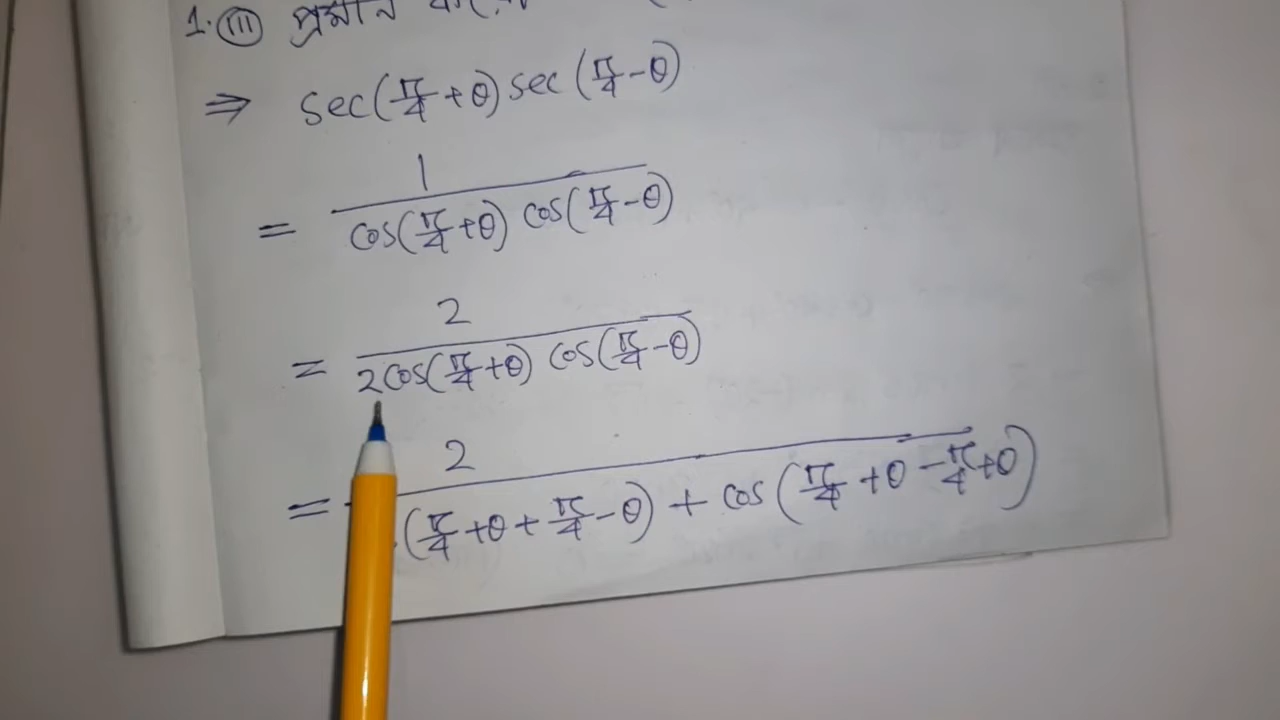 1. (iii) প্রমাণ
⇒ sec(π/4 + θ) sec(π/4 - θ)
= 1 / cos(π/4 + θ) cos(π/4 - θ)
= 2 / 2cos(π/4 + θ) cos(π/4 - θ)
= 2 / (π/4 + θ + π/4 - θ) + cos(π/4 + θ - π/4 + θ)